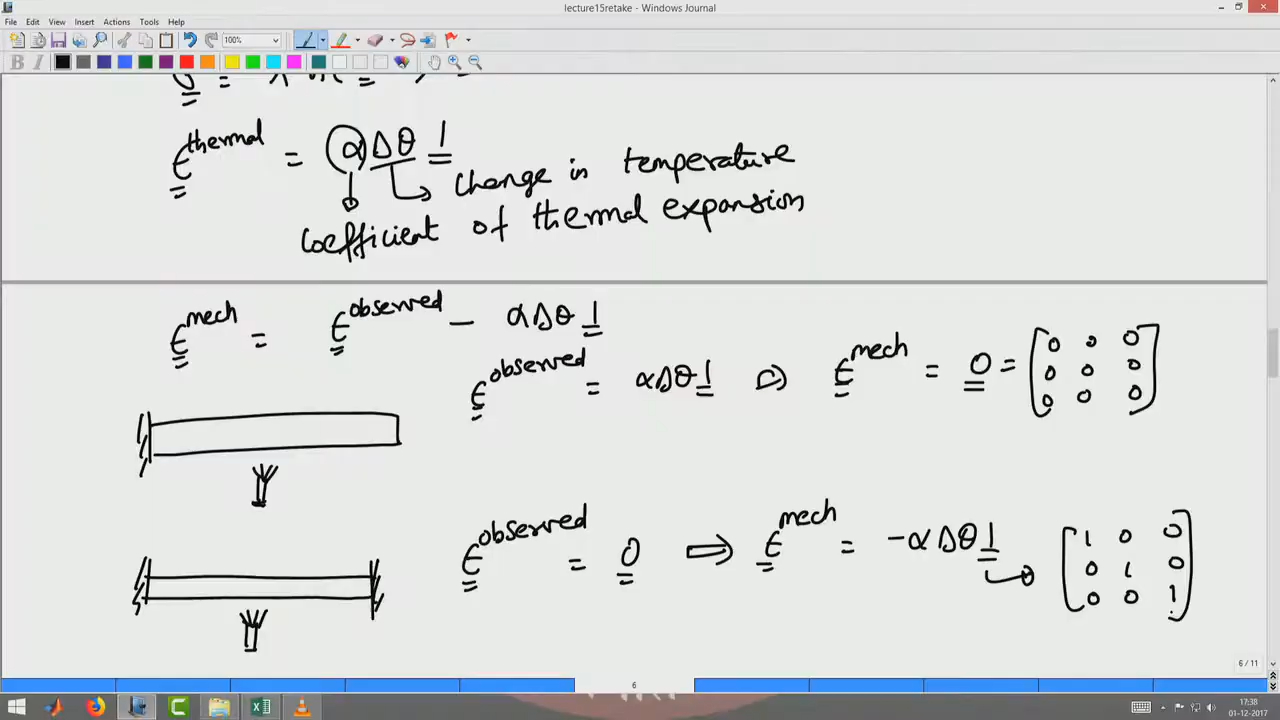 lecture15retake - Windows Journal
File Edit View Insert Actions Tools Help
100%
B I
ε^thermal = α Δθ 1
change in temperature
coefficient of thermal expansion
ε^mech = ε^observed - αΔθ 1
ε^observed = αΔθ 1 ⇒ ε^mech = 0 = [0 0 0
0 0 0
0 0 0]
ε^observed = 0 ⇒ ε^mech = -αΔθ 1 → [1 0 0
0 1 0
0 0 1]
6 / 11
6
17:38
01-12-2017